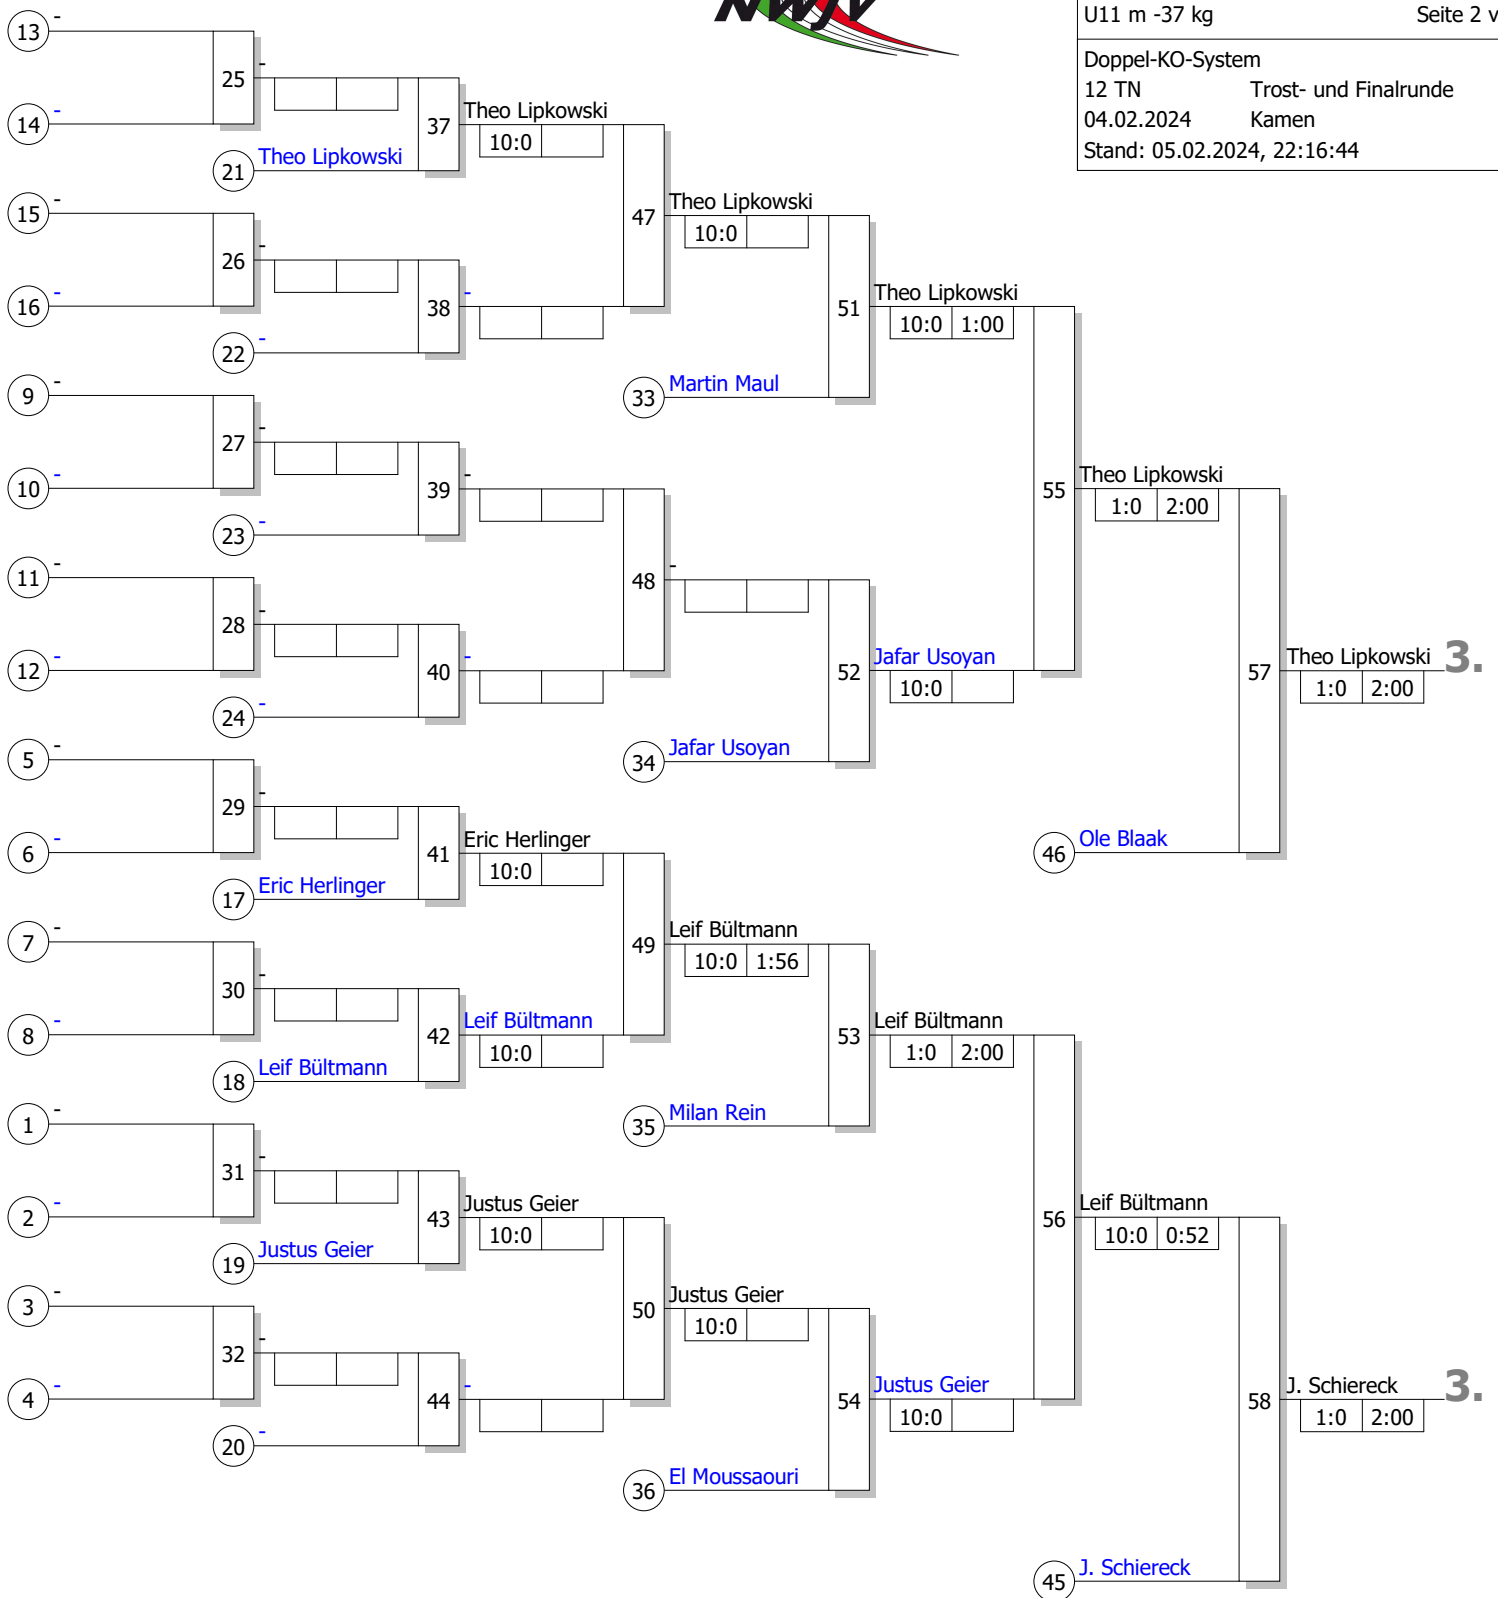 NWJV
U11 m -37 kg Seite 2 v
Doppel-KO-System
12 TN Trost- und Finalrunde
04.02.2024 Kamen
Stand: 05.02.2024, 22:16:44
13 -
25 -
14 -
37 Theo Lipkowski
10:0
21 Theo Lipkowski
15 -
47 Theo Lipkowski
10:0
26 -
16 -
38 -
51 Theo Lipkowski
10:0 1:00
22 -
9 -
33 Martin Maul
27 -
10 -
39 -
55 Theo Lipkowski
1:0 2:00
23 -
11 -
48 -
28 -
12 -
40 -
52 Jafar Usoyan
10:0
57 Theo Lipkowski 3.
1:0 2:00
24 -
5 -
34 Jafar Usoyan
29 -
6 -
41 Eric Herlinger
10:0
46 Ole Blaak
17 Eric Herlinger
7 -
49 Leif Bültmann
10:0 1:56
30 -
8 -
42 Leif Bültmann
10:0
53 Leif Bültmann
1:0 2:00
18 Leif Bültmann
1 -
35 Milan Rein
31 -
2 -
43 Justus Geier
10:0
56 Leif Bültmann
10:0 0:52
19 Justus Geier
3 -
50 Justus Geier
10:0
32 -
4 -
44 -
54 Justus Geier
10:0
58 J. Schiereck 3.
1:0 2:00
20 -
36 El Moussaouri
45 J. Schiereck